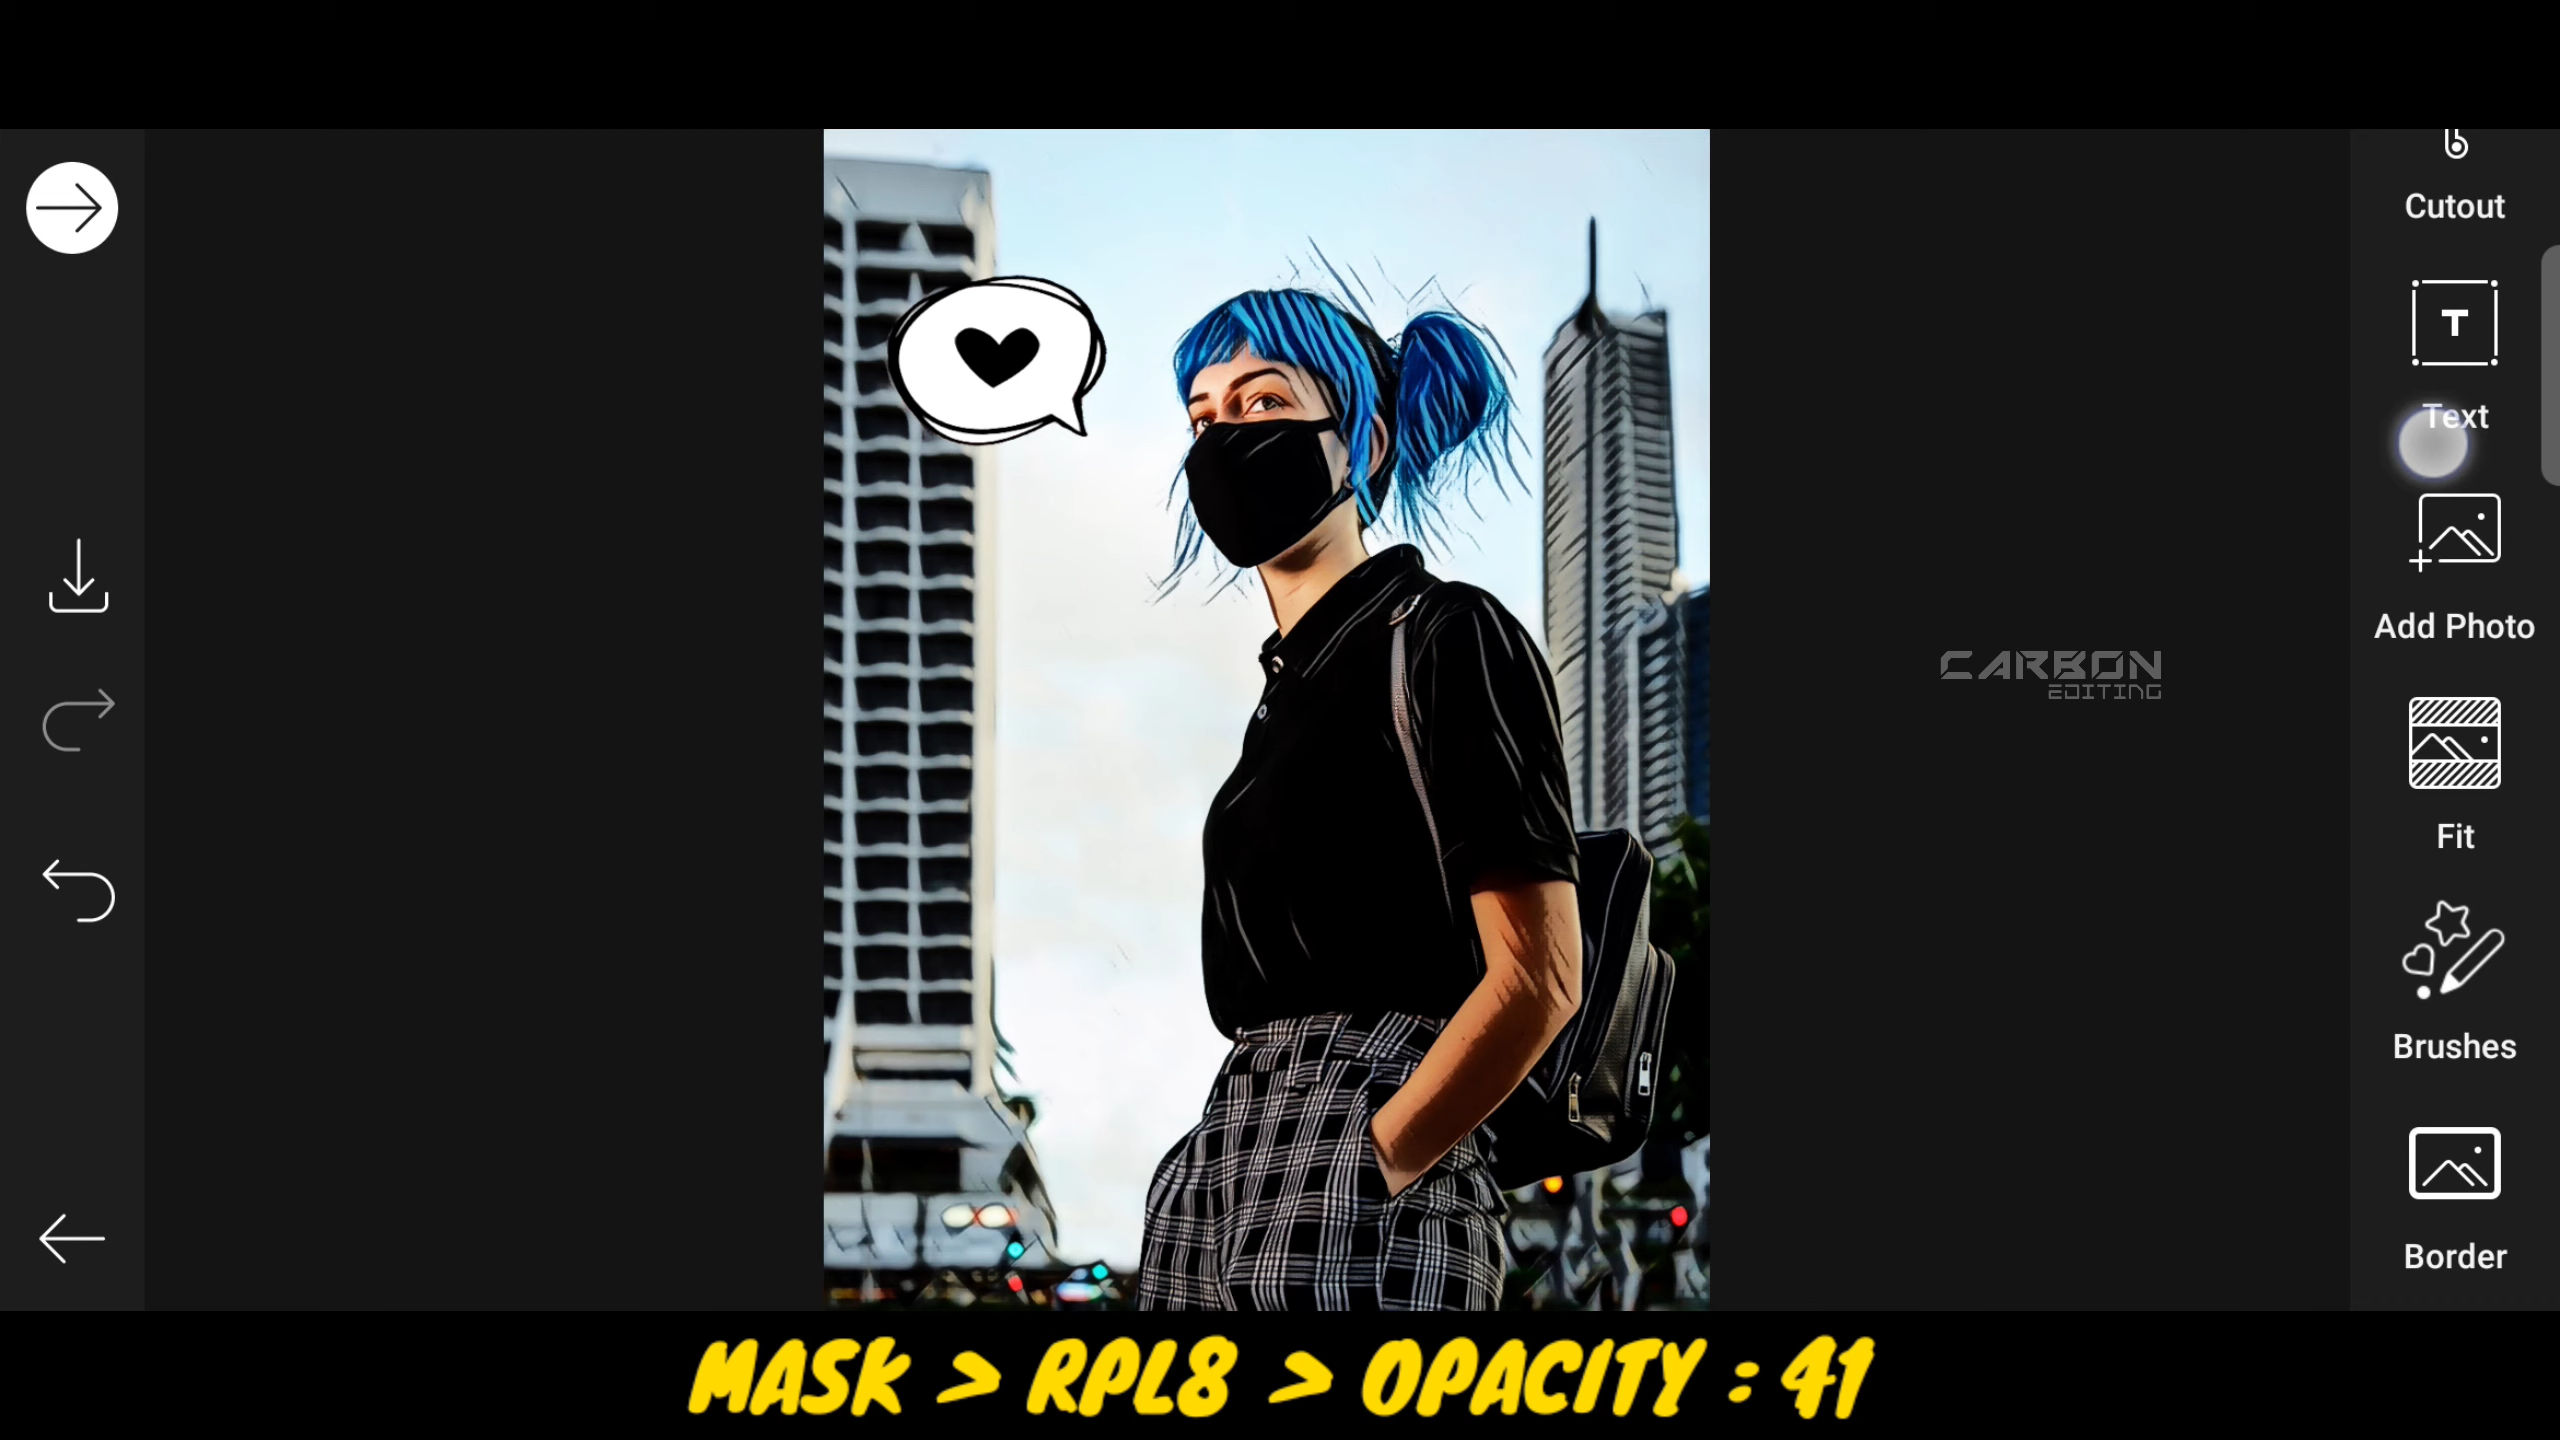 Cutout
T
Text
Add Photo
CARBON
EDITING
Fit
Brushes
Border
MASK > RPL8 > OPACITY : 41